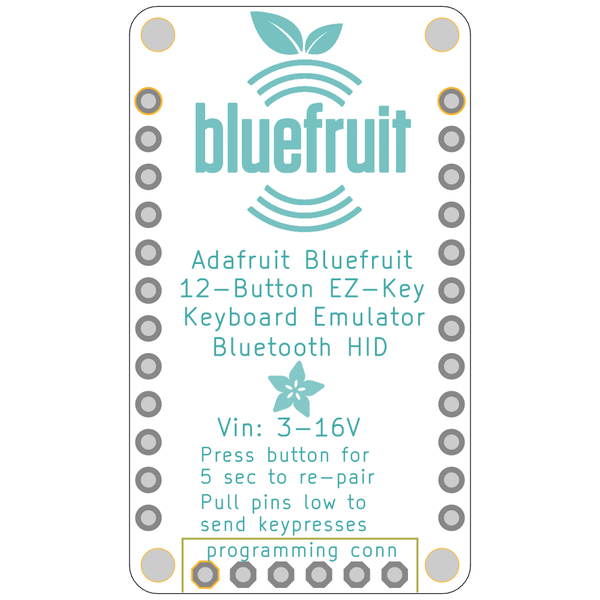 bluefruit
Adafruit Bluefruit
12-Button EZ-Key
Keyboard Emulator
Bluetooth HID
Vin: 3-16V
Press button for
5 sec to re-pair
Pull pins low to
send keypresses
programming conn